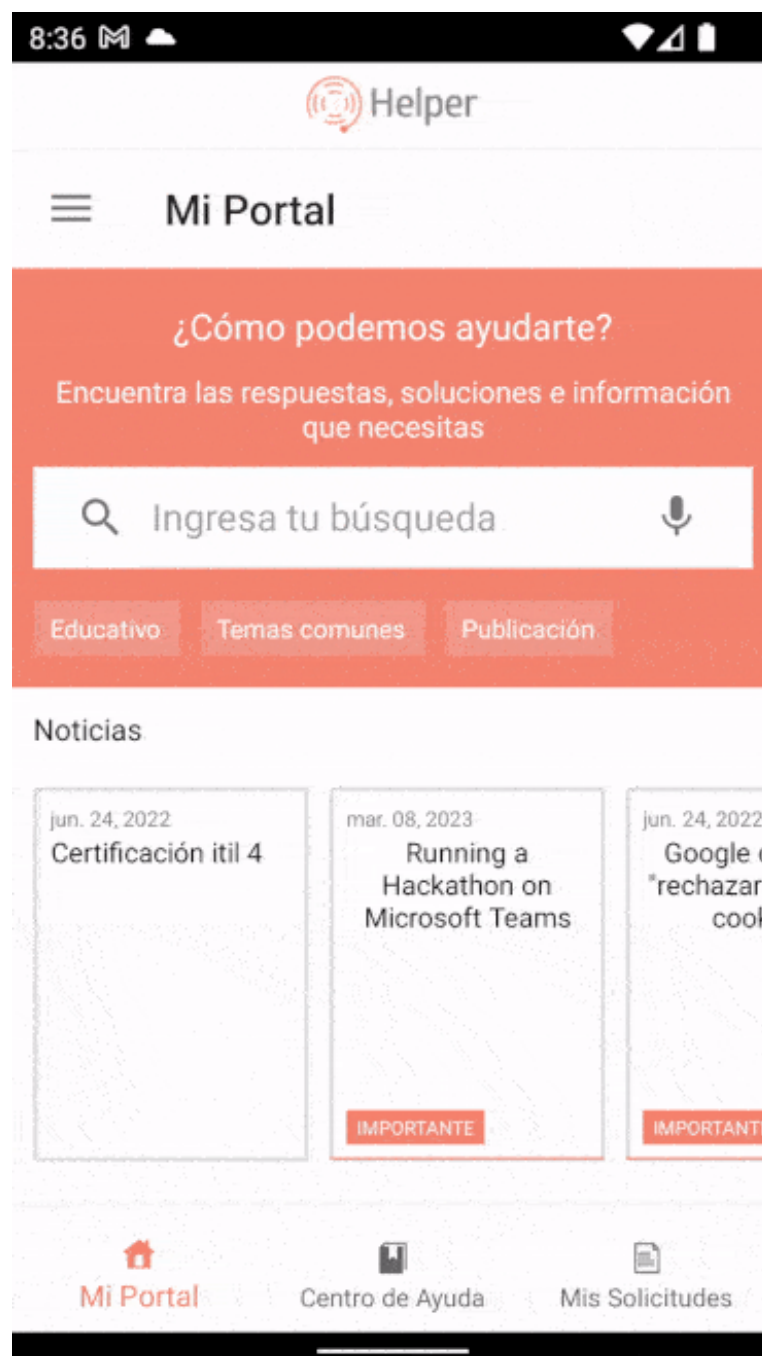 8:36
Helper
Mi Portal
¿Cómo podemos ayudarte?
Encuentra las respuestas, soluciones e información
que necesitas
Ingresa tu búsqueda
Educativo Temas comunes Publicación
Noticias
jun. 24, 2022
Certificación itil 4
mar. 08, 2023
Running a
Hackathon on
Microsoft Teams
IMPORTANTE
jun. 24, 2022
Google
"rechazar
IMPORTANT
Mi Portal Centro de Ayuda Mis Solicitudes